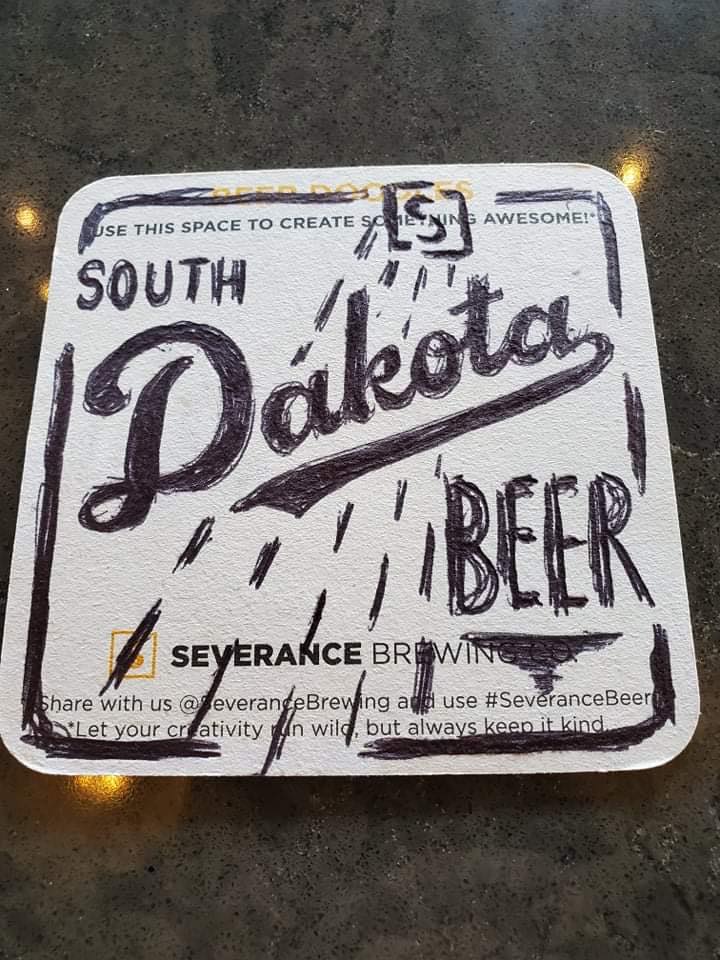 BEER DOODLES
USE THIS SPACE TO CREATE SOMETHING AWESOME!*
[S]
SOUTH
Dakota
BEER
S
SEVERANCE BREWING CO.
Share with us @SeveranceBrewing and use #SeveranceBeer
*Let your creativity run wild, but always keep it kind.